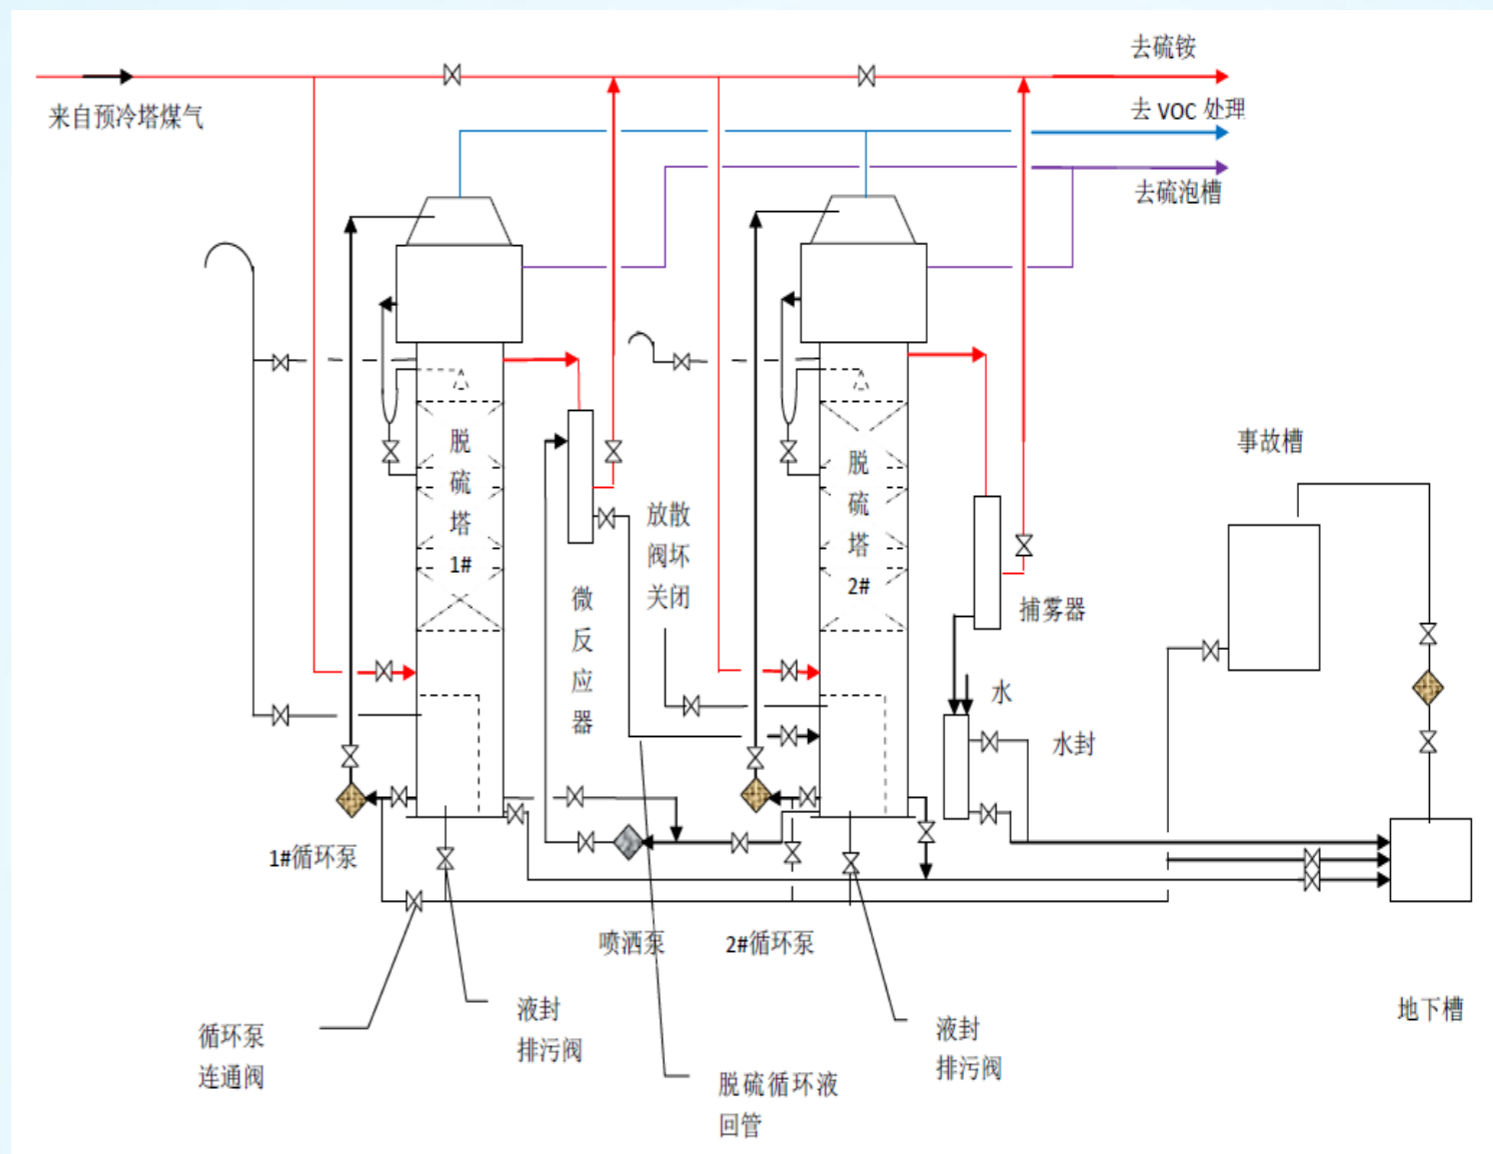 去硫铵
来自预冷塔煤气
去 VOC 处理
去硫泡槽
脱
硫
塔
1#
脱
硫
塔
2#
事故槽
放散
阀坏
关闭
微
反
应
器
捕雾器
水
水封
1#循环泵
喷洒泵
2#循环泵
液封
排污阀
循环泵
连通阀
液封
排污阀
脱硫循环液
回管
地下槽